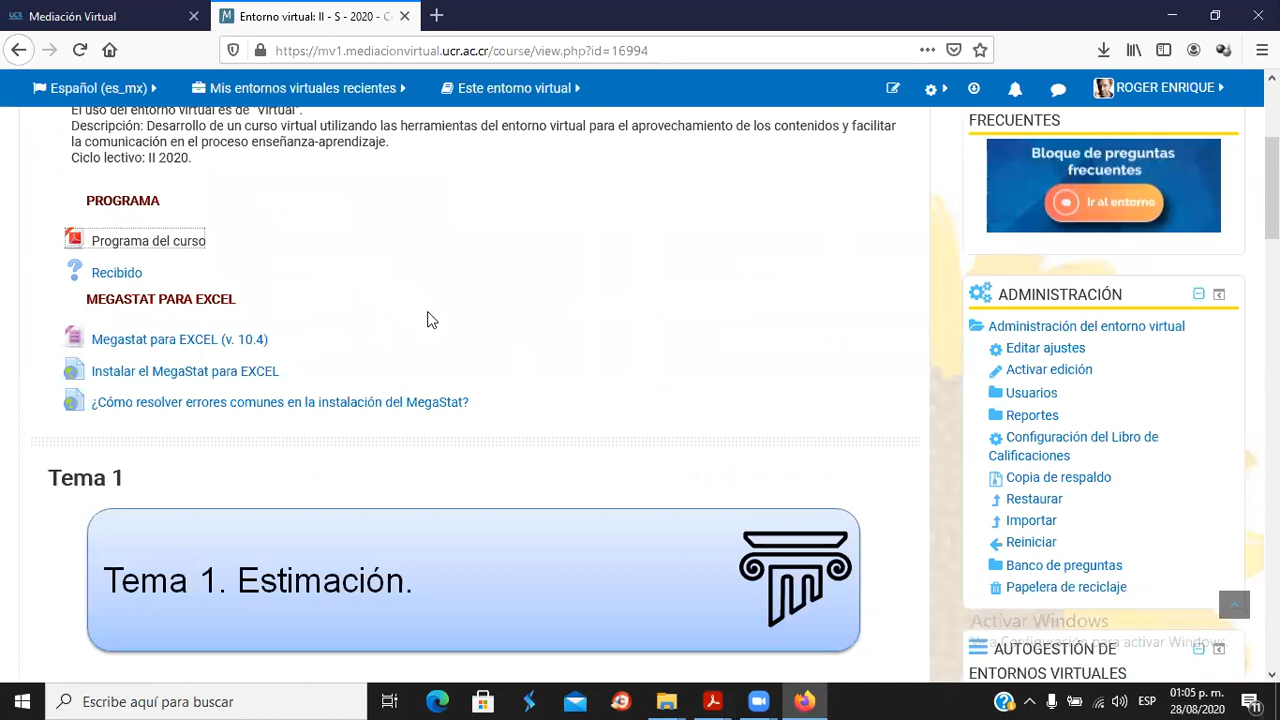 Mediación Virtual
Entorno virtual: II - S - 2020 -
https://mv1.mediacionvirtual.ucr.ac.cr/course/view.php?id=16994
Español (es_mx)
Mis entornos virtuales recientes
Este entorno virtual
ROGER ENRIQUE
El uso del entorno virtual es de "Virtual".
Descripción: Desarrollo de un curso virtual utilizando las herramientas del entorno virtual para el aprovechamiento de los contenidos y facilitar
la comunicación en el proceso enseñanza-aprendizaje.
Ciclo lectivo: II 2020.
PROGRAMA
Programa del curso
Recibido
MEGASTAT PARA EXCEL
Megastat para EXCEL (v. 10.4)
Instalar el MegaStat para EXCEL
¿Cómo resolver errores comunes en la instalación del MegaStat?
Tema 1
Tema 1. Estimación.
FRECUENTES
Bloque de preguntas
frecuentes
Ir al entorno
ADMINISTRACIÓN
Administración del entorno virtual
Editar ajustes
Activar edición
Usuarios
Reportes
Configuración del Libro de
Calificaciones
Copia de respaldo
Restaurar
Importar
Reiniciar
Banco de preguntas
Papelera de reciclaje
Activar Windows
a Configuración para activar Windows.
AUTOGESTIÓN DE
ENTORNOS VIRTUALES
Escribe aquí para buscar
ESP
01:05 p. m.
28/08/2020
11